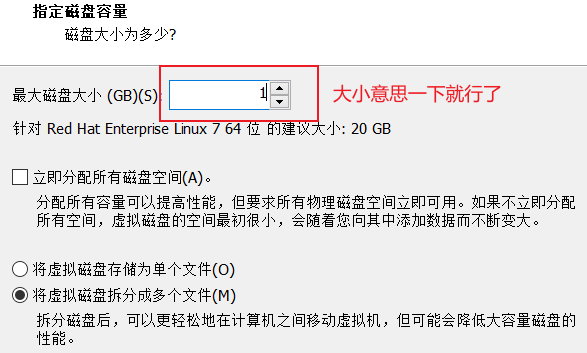 指定磁盘容量
磁盘大小为多少?
最大磁盘大小 (GB)(S): 1 大小意思一下就行了
针对 Red Hat Enterprise Linux 7 64 位 的建议大小: 20 GB
立即分配所有磁盘空间(A)。
分配所有容量可以提高性能，但要求所有物理磁盘空间立即可用。如果不立即分配
所有空间，虚拟磁盘的空间最初很小，会随着您向其中添加数据而不断变大。
将虚拟磁盘存储为单个文件(O)
将虚拟磁盘拆分成多个文件(M)
拆分磁盘后，可以更轻松地在计算机之间移动虚拟机，但可能会降低大容量磁盘的
性能。